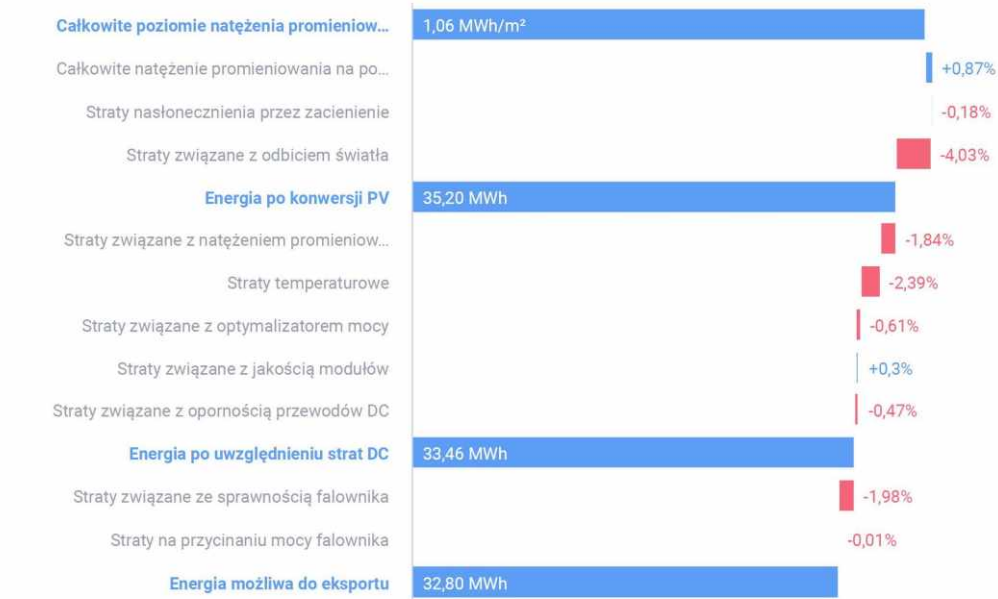 Całkowite poziomie natężenia promieniow... 1,06 MWh/m²
Całkowite natężenie promieniowania na po... +0,87%
Straty nasłonecznienia przez zacienienie -0,18%
Straty związane z odbiciem światła -4,03%
Energia po konwersji PV 35,20 MWh
Straty związane z natężeniem promieniow... -1,84%
Straty temperaturowe -2,39%
Straty związane z optymalizatorem mocy -0,61%
Straty związane z jakością modułów +0,3%
Straty związane z opornością przewodów DC -0,47%
Energia po uwzględnieniu strat DC 33,46 MWh
Straty związane ze sprawnością falownika -1,98%
Straty na przycinaniu mocy falownika -0,01%
Energia możliwa do eksportu 32,80 MWh